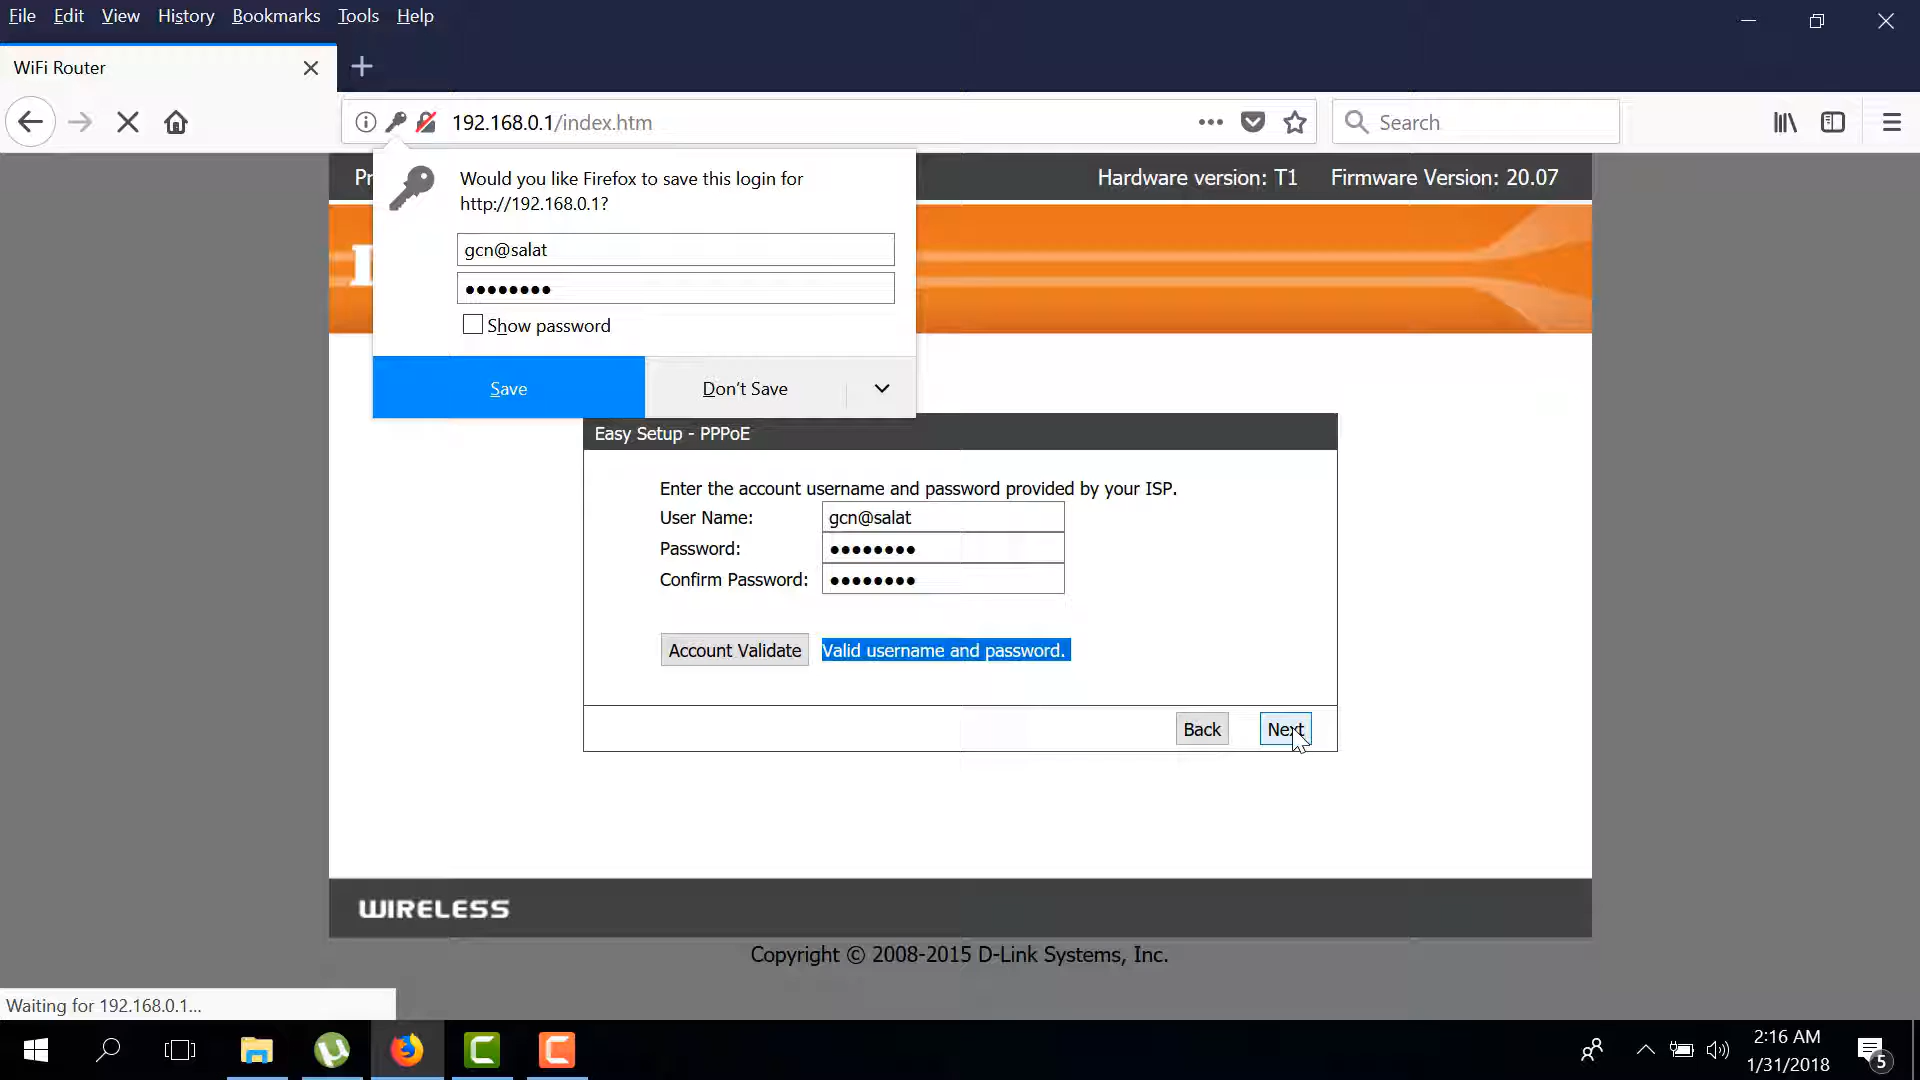 File Edit View History Bookmarks Tools Help
WiFi Router
192.168.0.1/index.htm
Search
Hardware version: T1 Firmware Version: 20.07
Would you like Firefox to save this login for
http://192.168.0.1?
gcn@salat
●●●●●●●●
Show password
Save
Don't Save
Easy Setup - PPPoE
Enter the account username and password provided by your ISP.
User Name: gcn@salat
Password: ●●●●●●●●
Confirm Password: ●●●●●●●●
Account Validate Valid username and password.
Back Next
WIRELESS
Copyright © 2008-2015 D-Link Systems, Inc.
Waiting for 192.168.0.1...
2:16 AM
1/31/2018
5